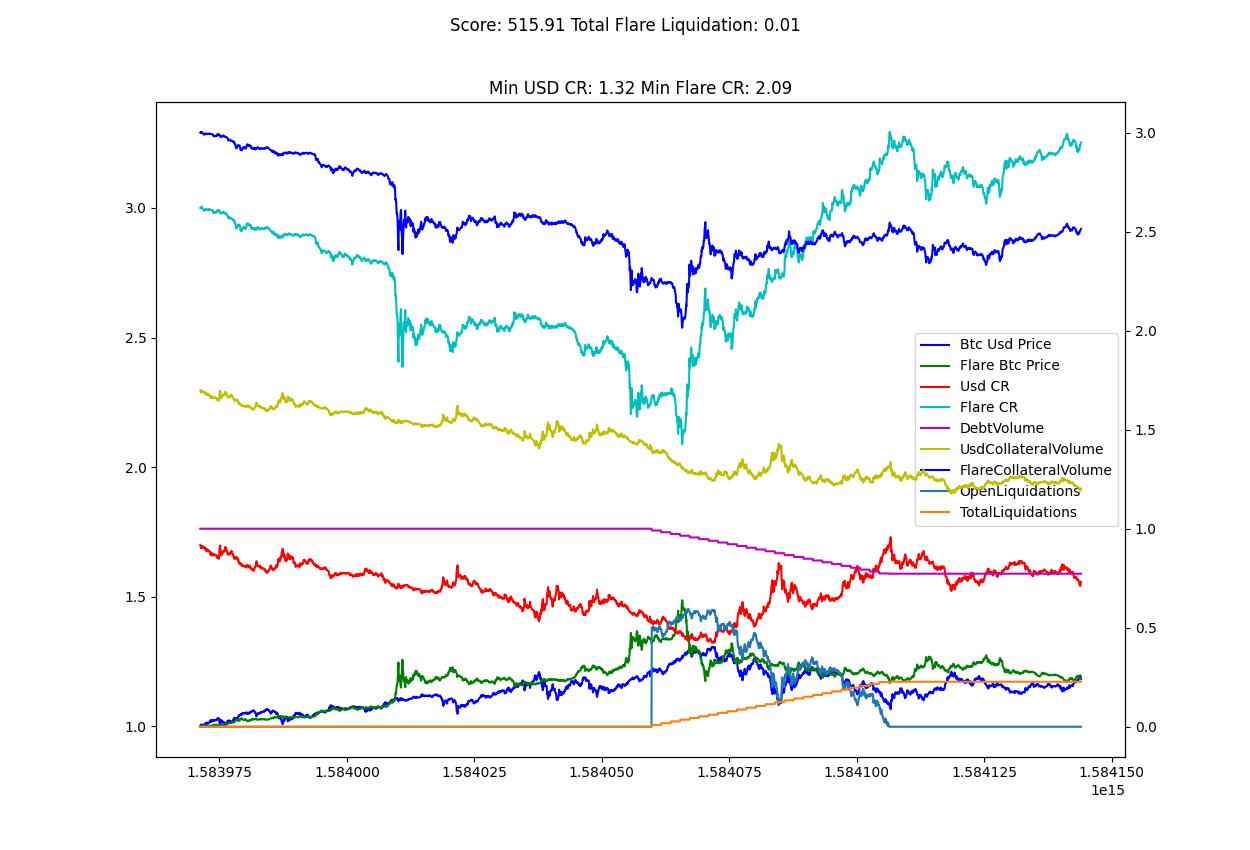 Score: 515.91 Total Flare Liquidation: 0.01
Min USD CR: 1.32 Min Flare CR: 2.09
3.0
2.5
2.0
1.5
1.0
3.0
2.5
2.0
1.5
1.0
0.5
0.0
Btc Usd Price
Flare Btc Price
Usd CR
Flare CR
DebtVolume
UsdCollateralVolume
FlareCollateralVolume
OpenLiquidations
TotalLiquidations
1.583975 1.584000 1.584025 1.584050 1.584075 1.584100 1.584125 1.584150
1e15